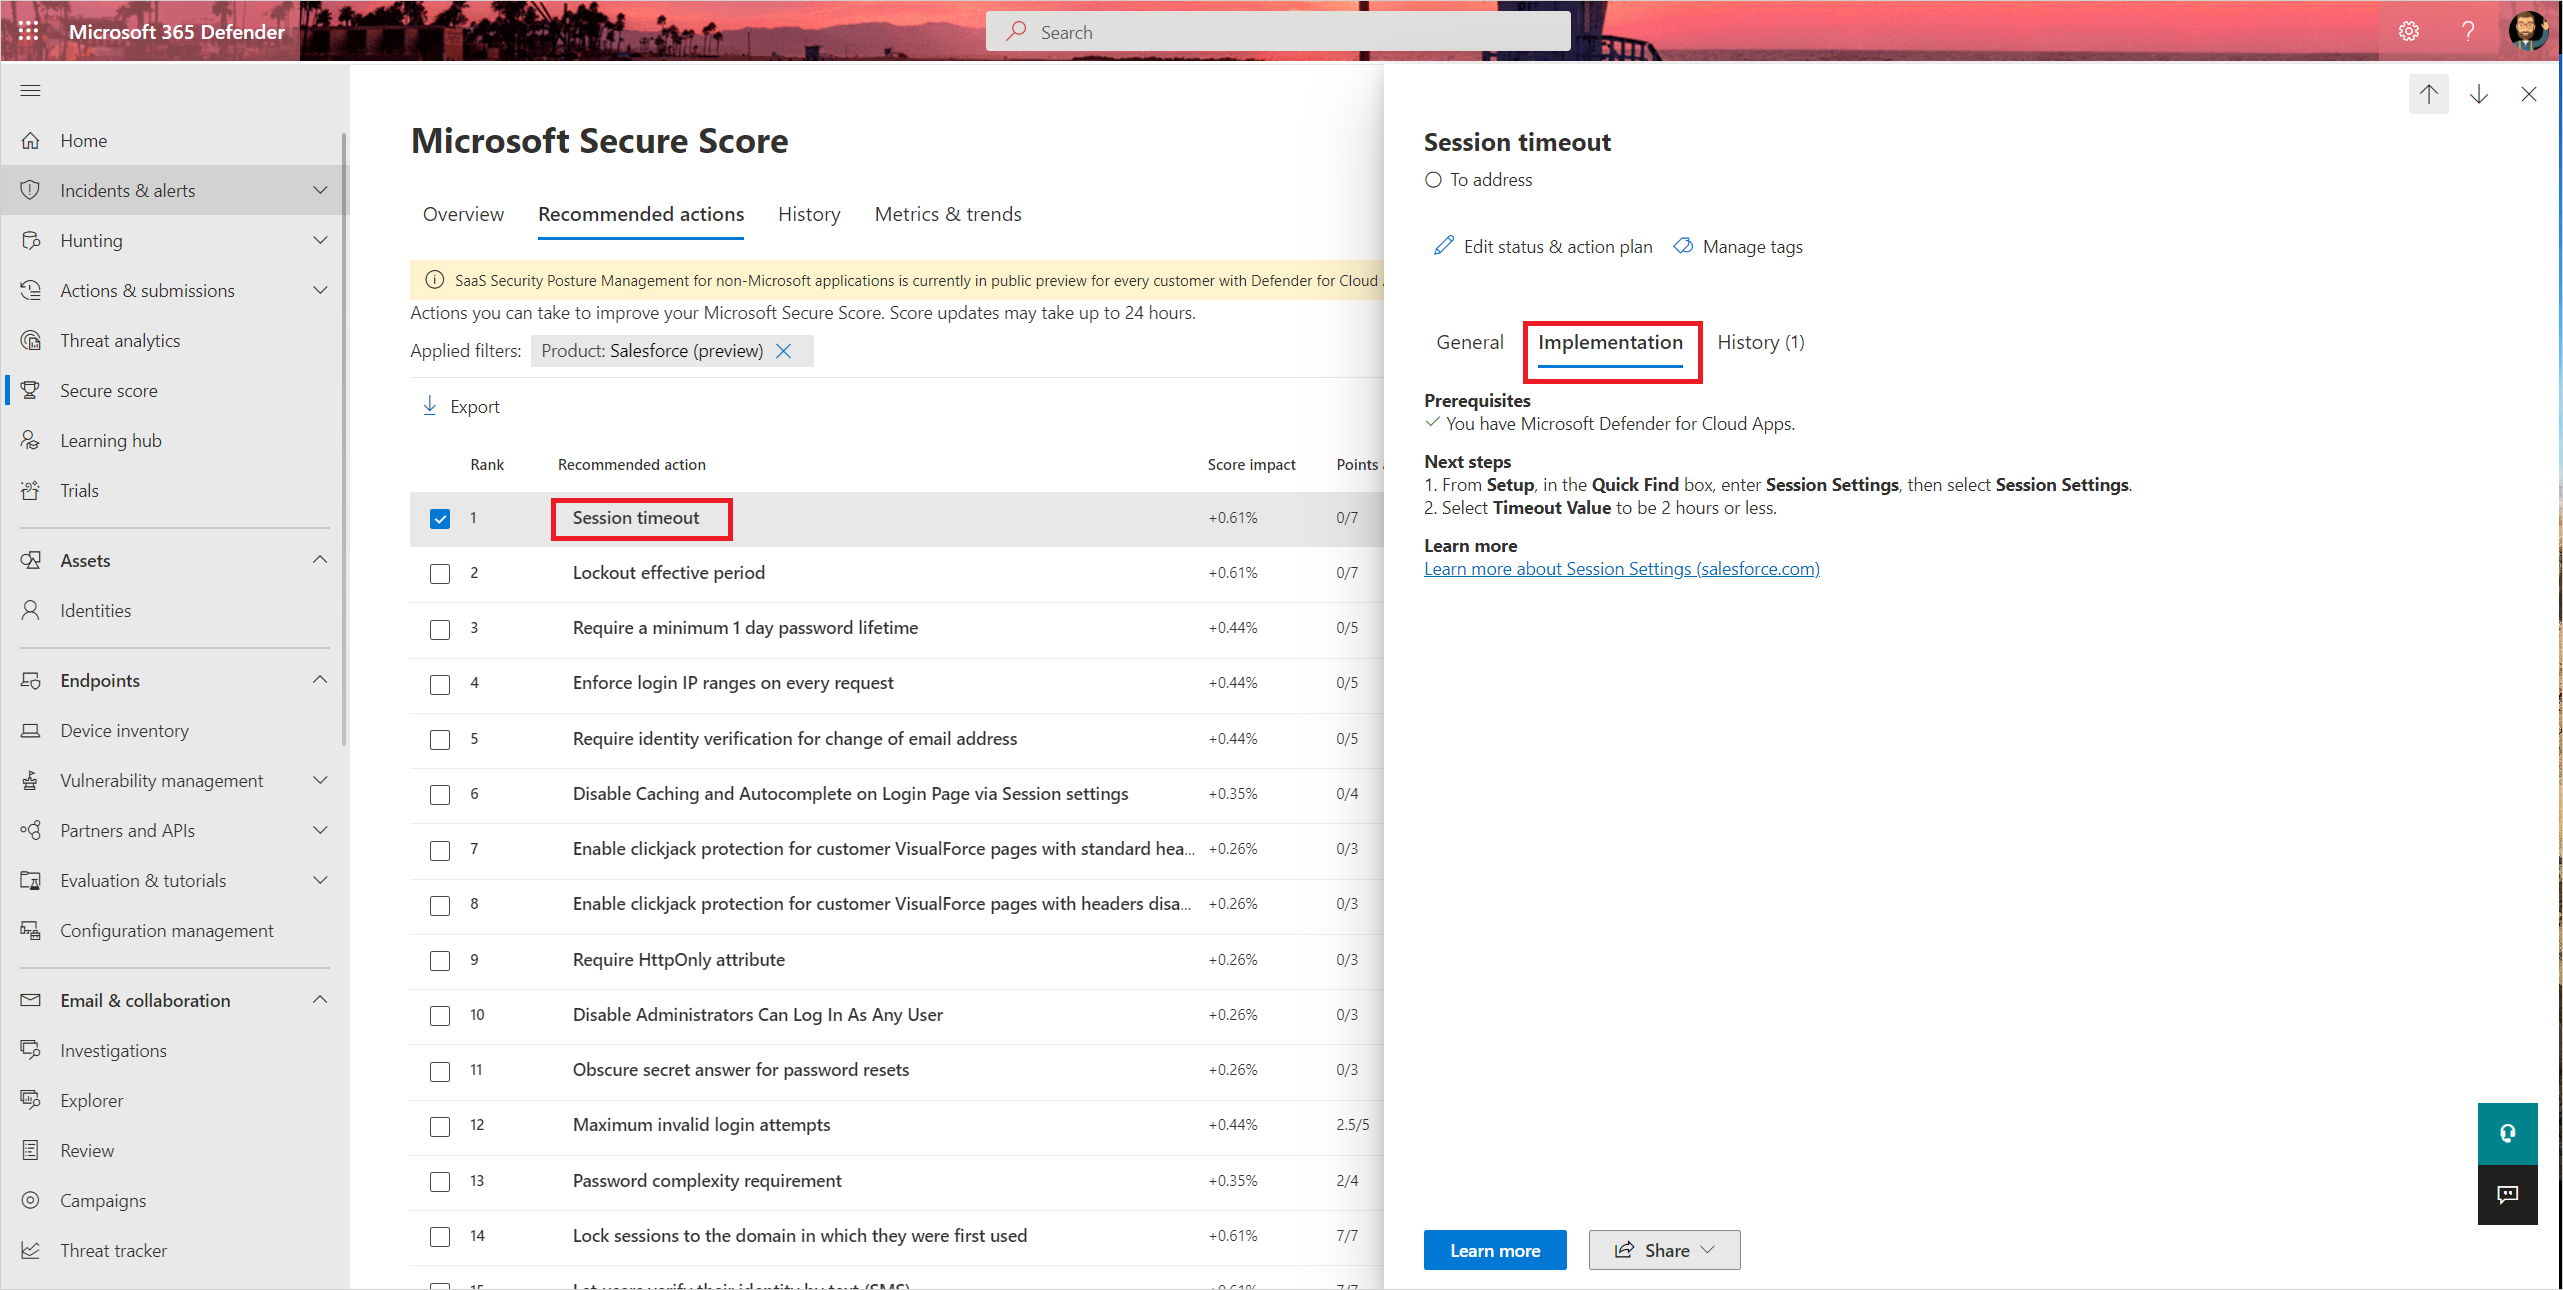 Microsoft 365 Defender
Search
Home
Incidents & alerts
Hunting
Actions & submissions
Threat analytics
Secure score
Learning hub
Trials
Assets
Identities
Endpoints
Device inventory
Vulnerability management
Partners and APIs
Evaluation & tutorials
Configuration management
Email & collaboration
Investigations
Explorer
Review
Campaigns
Threat tracker
Microsoft Secure Score
Overview Recommended actions History Metrics & trends
SaaS Security Posture Management for non-Microsoft applications is currently in public preview for every customer with Defender for Cloud
Actions you can take to improve your Microsoft Secure Score. Score updates may take up to 24 hours.
Applied filters: Product: Salesforce (preview)
Export
Rank Recommended action Score impact Points
1 Session timeout +0.61% 0/7
2 Lockout effective period +0.61% 0/7
3 Require a minimum 1 day password lifetime +0.44% 0/5
4 Enforce login IP ranges on every request +0.44% 0/5
5 Require identity verification for change of email address +0.44% 0/5
6 Disable Caching and Autocomplete on Login Page via Session settings +0.35% 0/4
7 Enable clickjack protection for customer VisualForce pages with standard hea... +0.26% 0/3
8 Enable clickjack protection for customer VisualForce pages with headers disa... +0.26% 0/3
9 Require HttpOnly attribute +0.26% 0/3
10 Disable Administrators Can Log In As Any User +0.26% 0/3
11 Obscure secret answer for password resets +0.26% 0/3
12 Maximum invalid login attempts +0.44% 2.5/5
13 Password complexity requirement +0.35% 2/4
14 Lock sessions to the domain in which they were first used +0.61% 7/7
15 Let users verify their identity by text (SMS) +0.61% 7/7
Session timeout
To address
Edit status & action plan Manage tags
General Implementation History (1)
Prerequisites
You have Microsoft Defender for Cloud Apps.
Next steps
1. From Setup, in the Quick Find box, enter Session Settings, then select Session Settings.
2. Select Timeout Value to be 2 hours or less.
Learn more
Learn more about Session Settings (salesforce.com)
Learn more Share